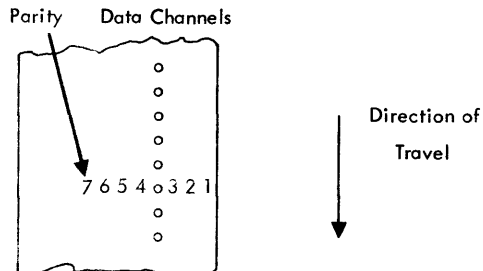 Parity Data Channels
Direction of
Travel
7 6 5 4 3 2 1